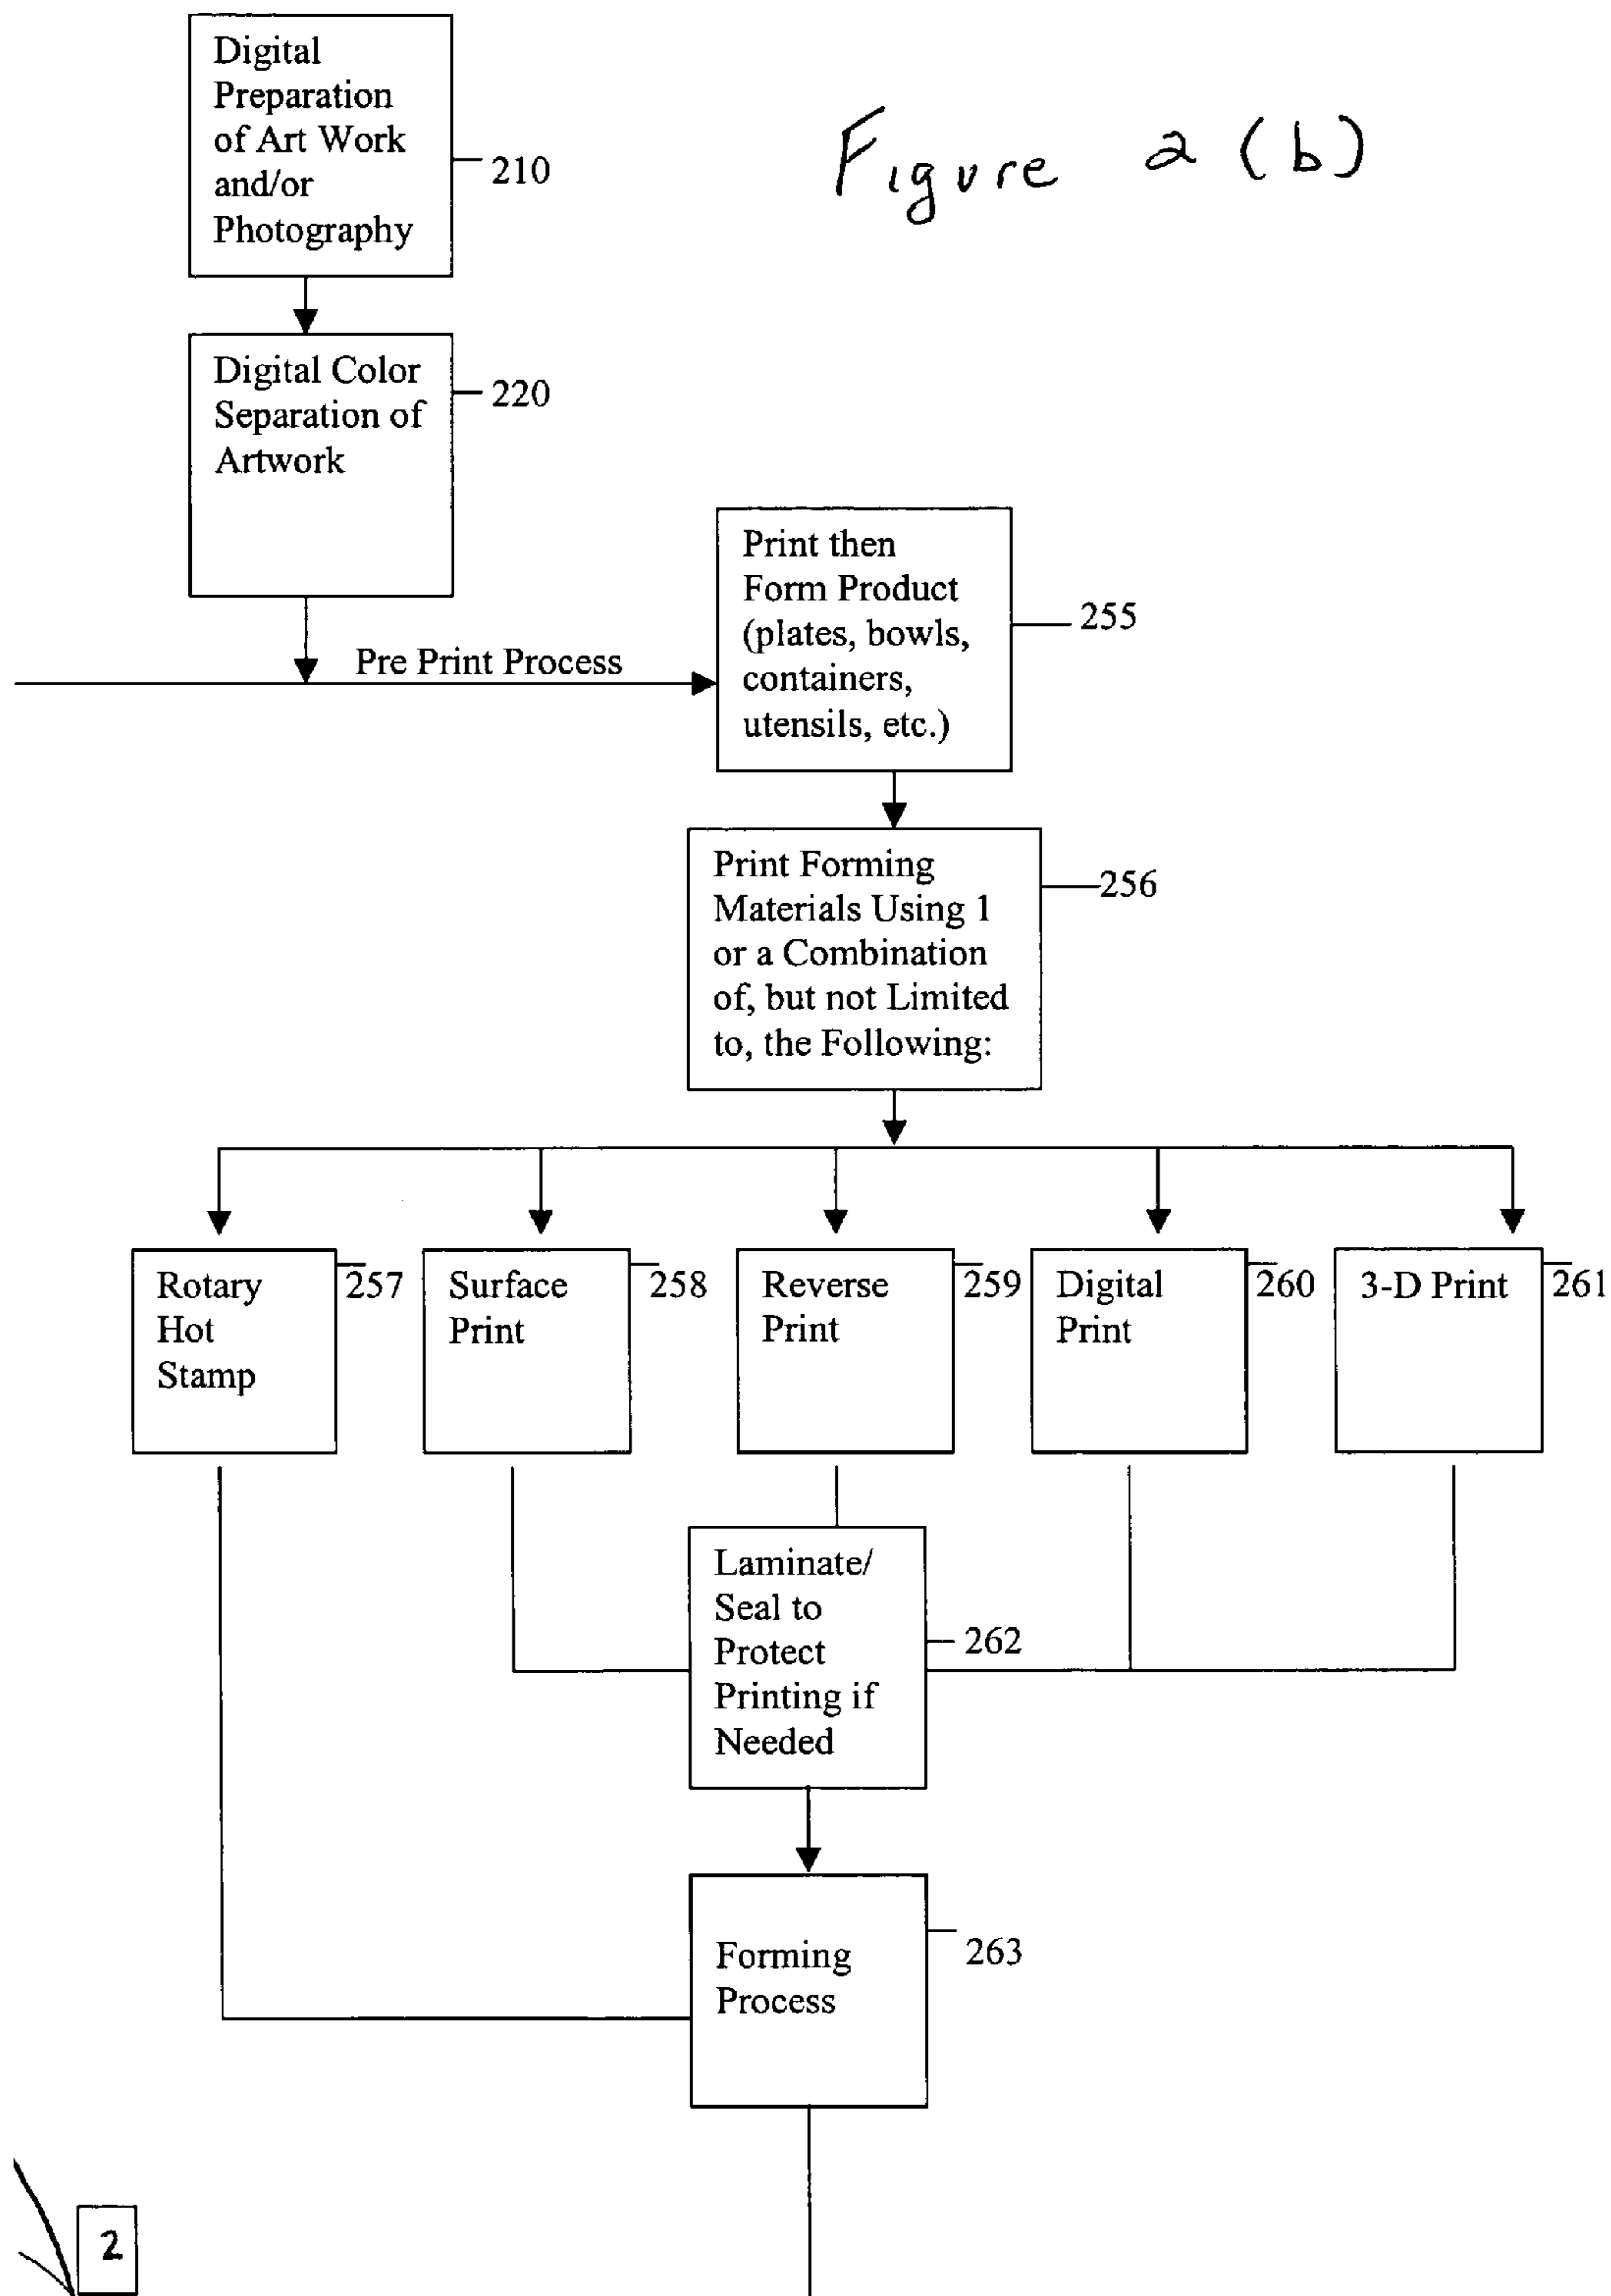 Digital
Preparation
of Art Work
and/or
Photography
210
Figure 2 (b)
Digital Color
Separation of
Artwork
220
Pre Print Process
Print then
Form Product
(plates, bowls,
containers,
utensils, etc.)
255
Print Forming
Materials Using 1
or a Combination
of, but not Limited
to, the Following:
256
Rotary
Hot
Stamp
257
Surface
Print
258
Reverse
Print
259
Digital
Print
260
3-D Print
261
Laminate/
Seal to
Protect
Printing if
Needed
262
Forming
Process
263
2